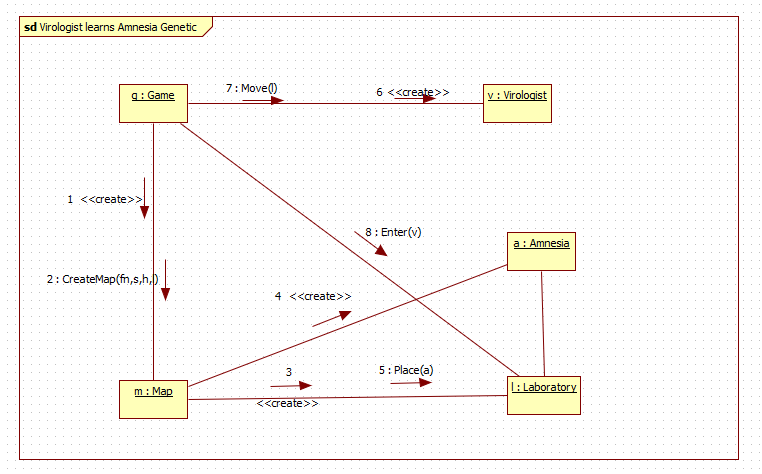 sd Virologist learns Amnesia Genetic
g : Game
7 : Move(l)
6 <<create>>
v : Virologist
1 <<create>>
8 : Enter(v)
a : Amnesia
2 : CreateMap(fn,s,h,l)
4 <<create>>
3
5 : Place(a)
<<create>>
m : Map
l : Laboratory